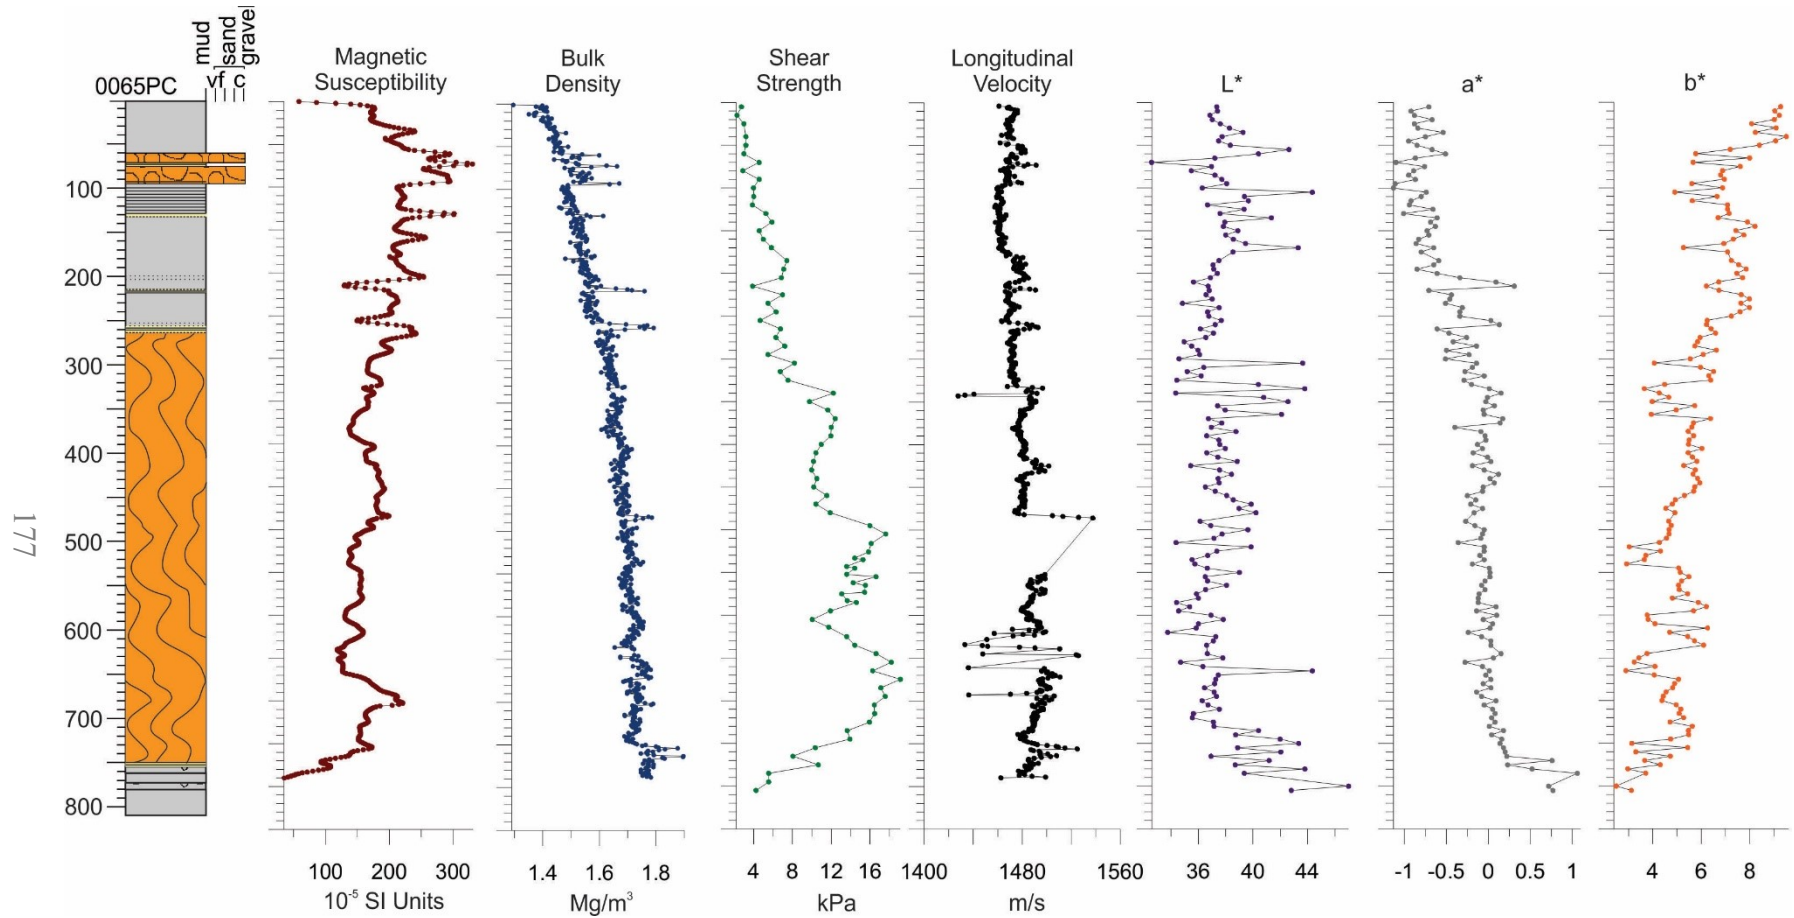 mud
sand
gravel
vf c
0065PC
Magnetic
Susceptibility
Bulk
Density
Shear
Strength
Longitudinal
Velocity
L*
a*
b*
100
200
300
400
500
600
700
800
177
100 200 300
10⁻⁵ SI Units
1.4 1.6 1.8
Mg/m³
4 8 12 16
kPa
1400 1480 1560
m/s
36 40 44
-1 -0.5 0 0.5 1
4 6 8